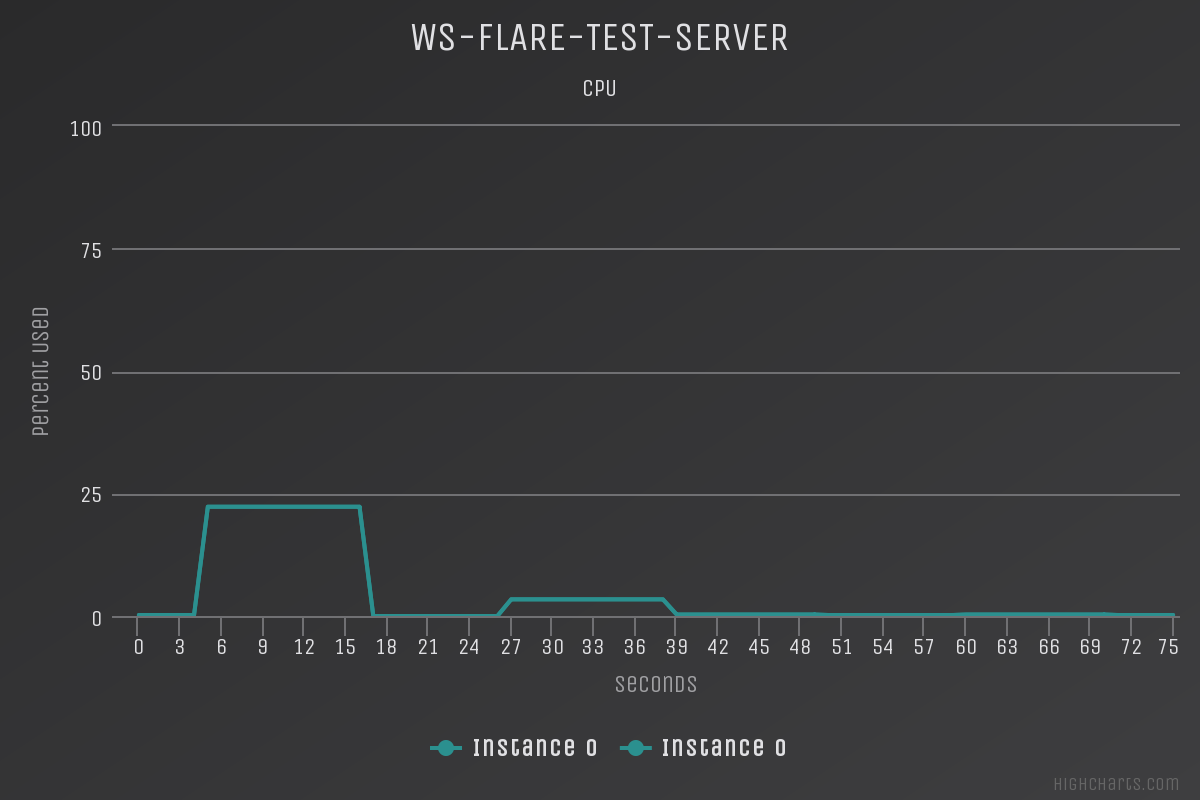 WS-FLARE-TEST-SERVER
CPU
100
75
50
25
0
Percent used
0 3 6 9 12 15 18 21 24 27 30 33 36 39 42 45 48 51 54 57 60 63 66 69 72 75
Seconds
Instance 0 Instance 0
Highcharts.com